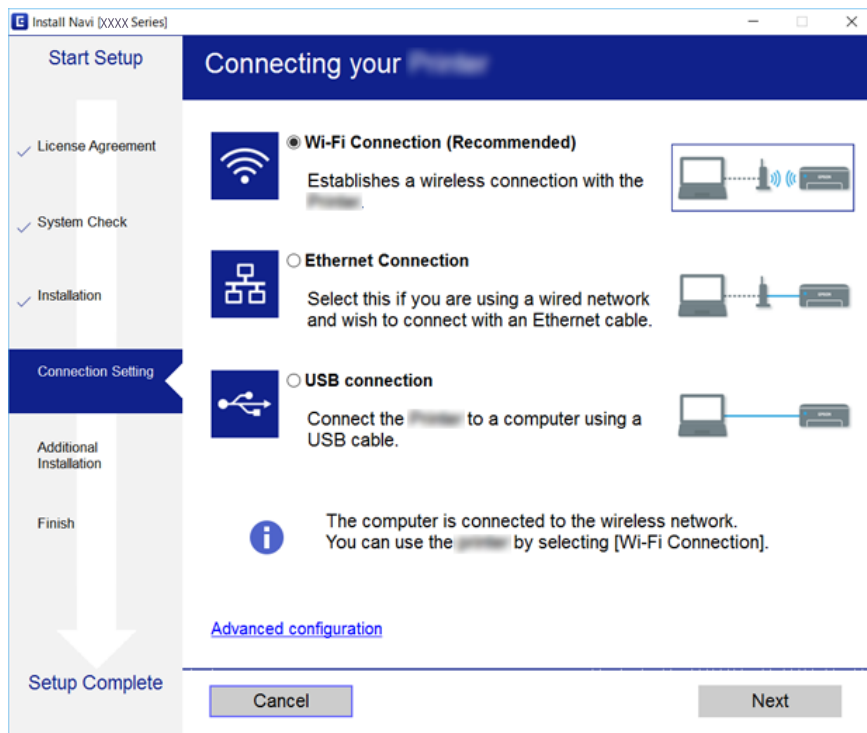 Install Navi [XXXX Series]
Start Setup
License Agreement
System Check
Installation
Connection Setting
Additional
Installation
Finish
Setup Complete
Connecting your
Wi-Fi Connection (Recommended)
Establishes a wireless connection with the
.
Ethernet Connection
Select this if you are using a wired network
and wish to connect with an Ethernet cable.
USB connection
Connect the to a computer using a
USB cable.
The computer is connected to the wireless network.
You can use the by selecting [Wi-Fi Connection].
Advanced configuration
Cancel
Next